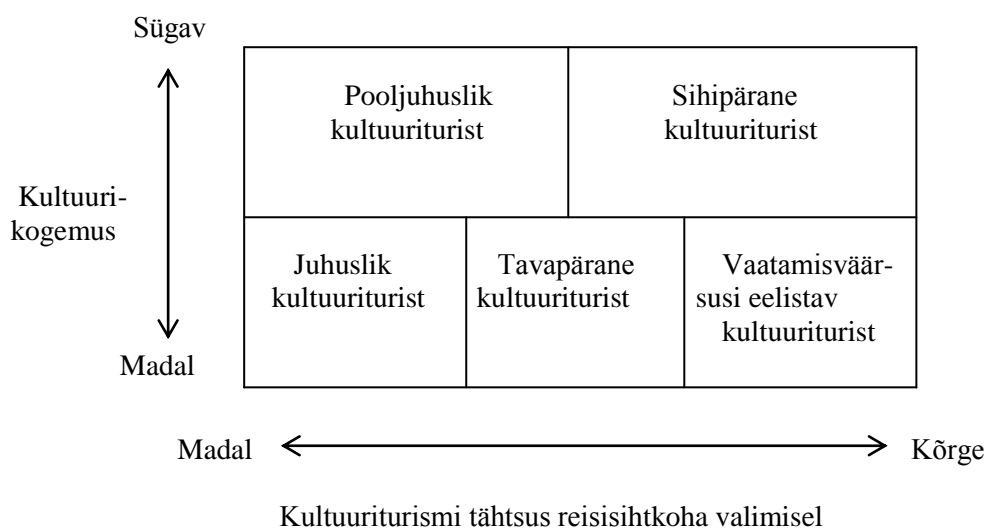 Sügav
Pooljuhuslik
kultuuriturist
Sihipärane
kultuuriturist
Kultuuri-
kogemus
Juhuslik
kultuuriturist
Tavapärane
kultuuriturist
Vaatamisväär-
susi eelistav
kultuuriturist
Madal
Madal
Kõrge
Kultuuriturismi tähtsus reisisihtkoha valimisel